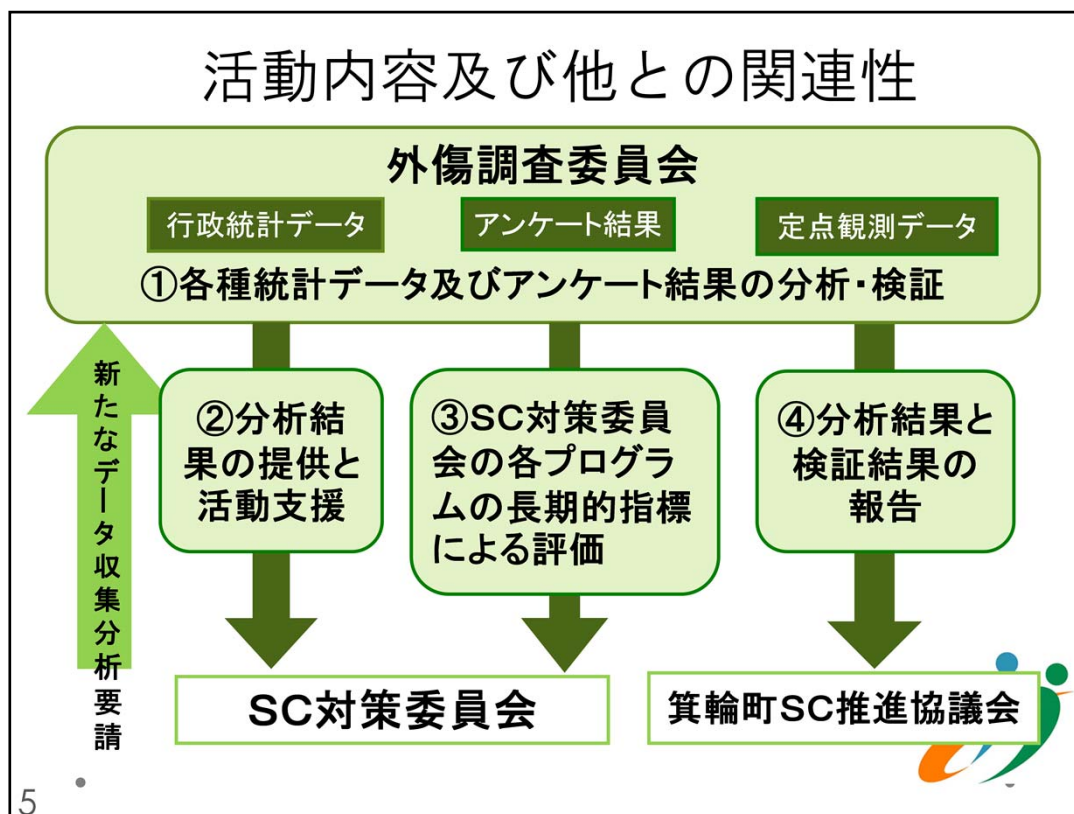 活動内容及び他との関連性
外傷調査委員会
行政統計データ
アンケート結果
定点観測データ
①各種統計データ及びアンケート結果の分析・検証
新たなデータ収集分析要請
②分析結
果の提供と
活動支援
③SC対策委員
会の各プログラ
ムの長期的指標
による評価
④分析結果と
検証結果の
報告
SC対策委員会
箕輪町SC推進協議会
5